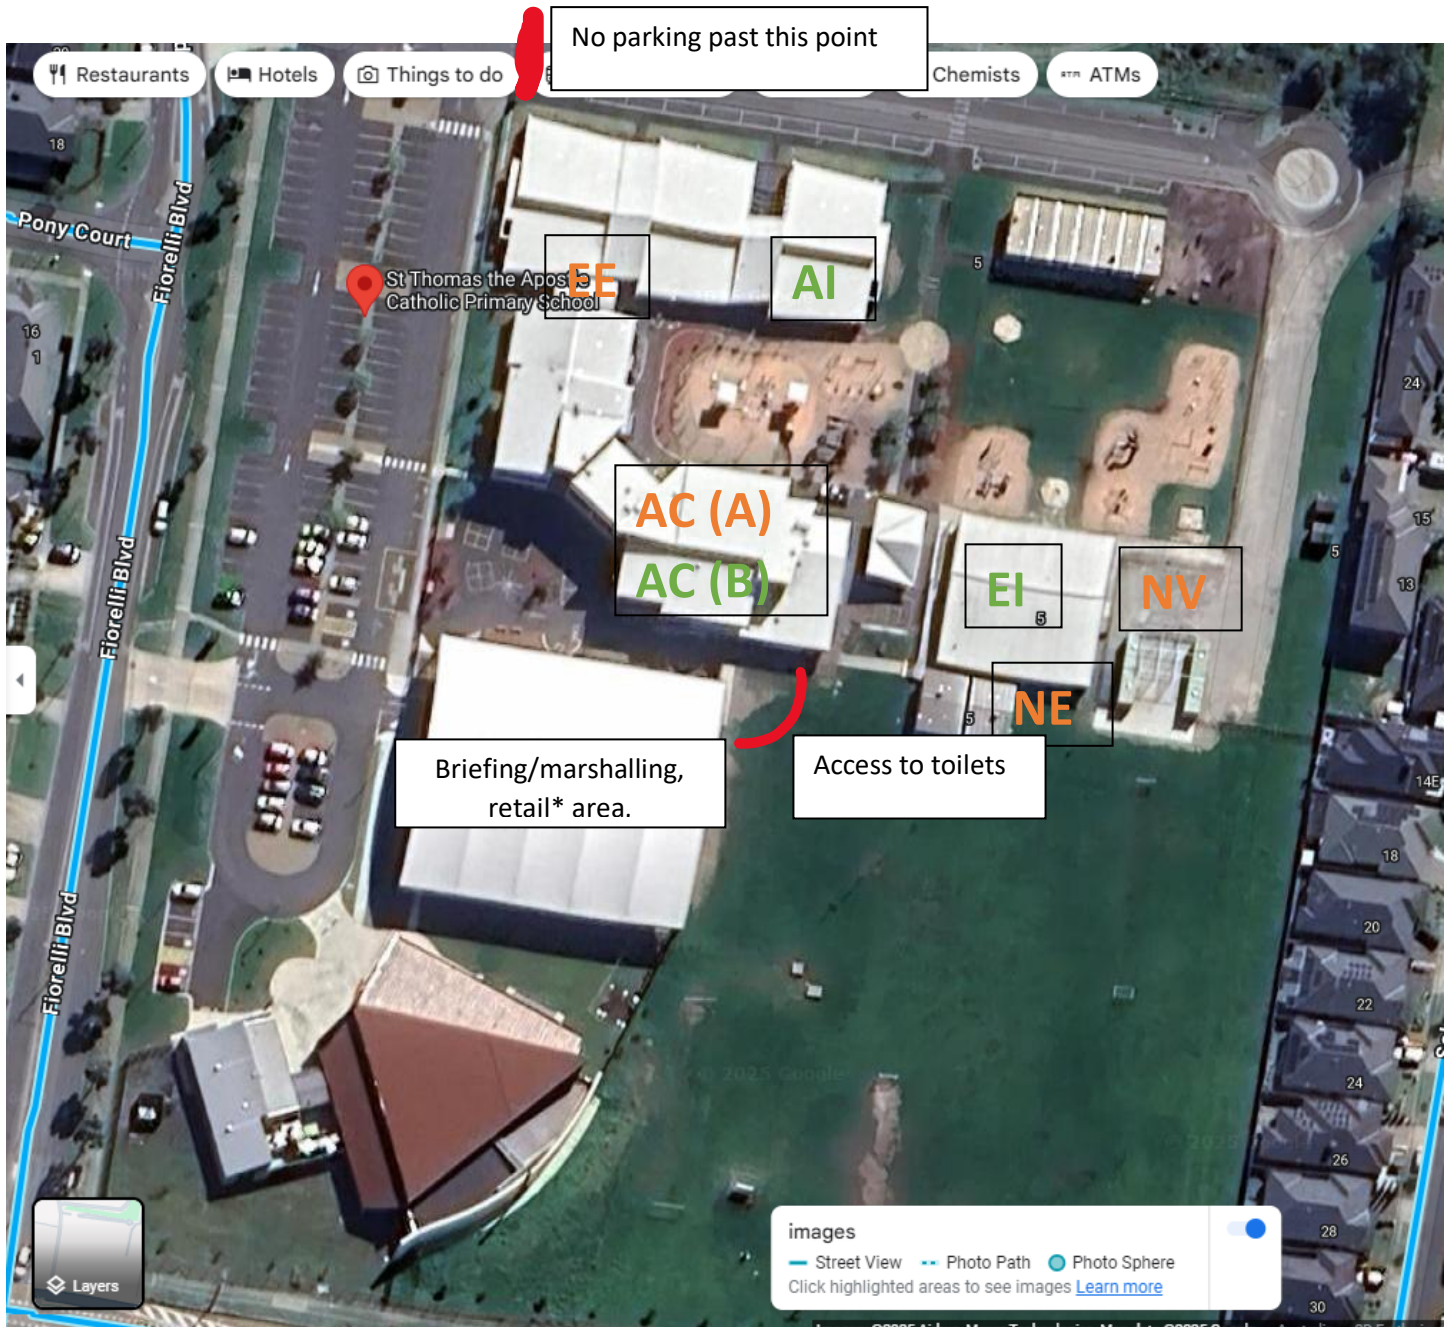 No parking past this point
Restaurants
Hotels
Things to do
Chemists
ATMs
18
Fiorelli Blvd
Pony Court
St Thomas the Apostle
Catholic Primary School
EE
AI
5
16
1
24
AC (A)
AC (B)
EI
5
NV
15
5
13
Fiorelli Blvd
NE
5
Briefing/marshalling,
retail* area.
Access to toilets
14E
18
20
Fiorelli Blvd
22
24
© 2025 Google
26
28
30
images
Street View
Photo Path
Photo Sphere
Click highlighted areas to see images Learn more
Layers